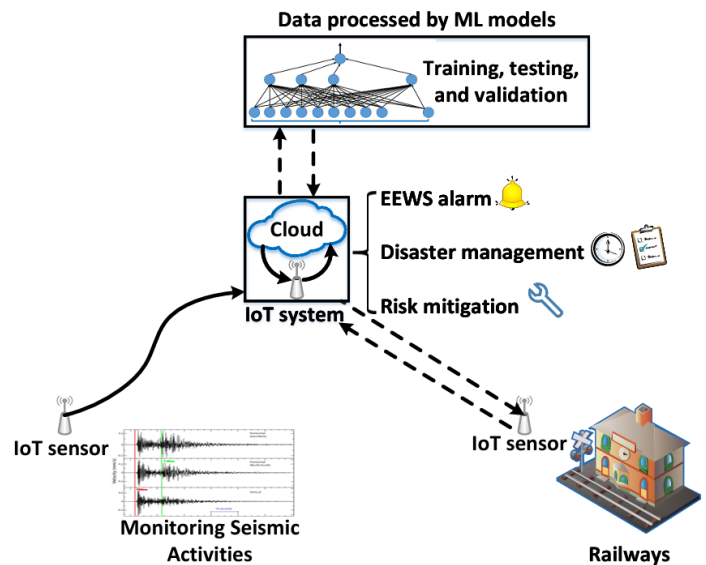 Data processed by ML models
Training, testing,
and validation
Cloud
EEWS alarm
Disaster management
Risk mitigation
IoT system
IoT sensor
IoT sensor
Monitoring Seismic
Activities
Railways